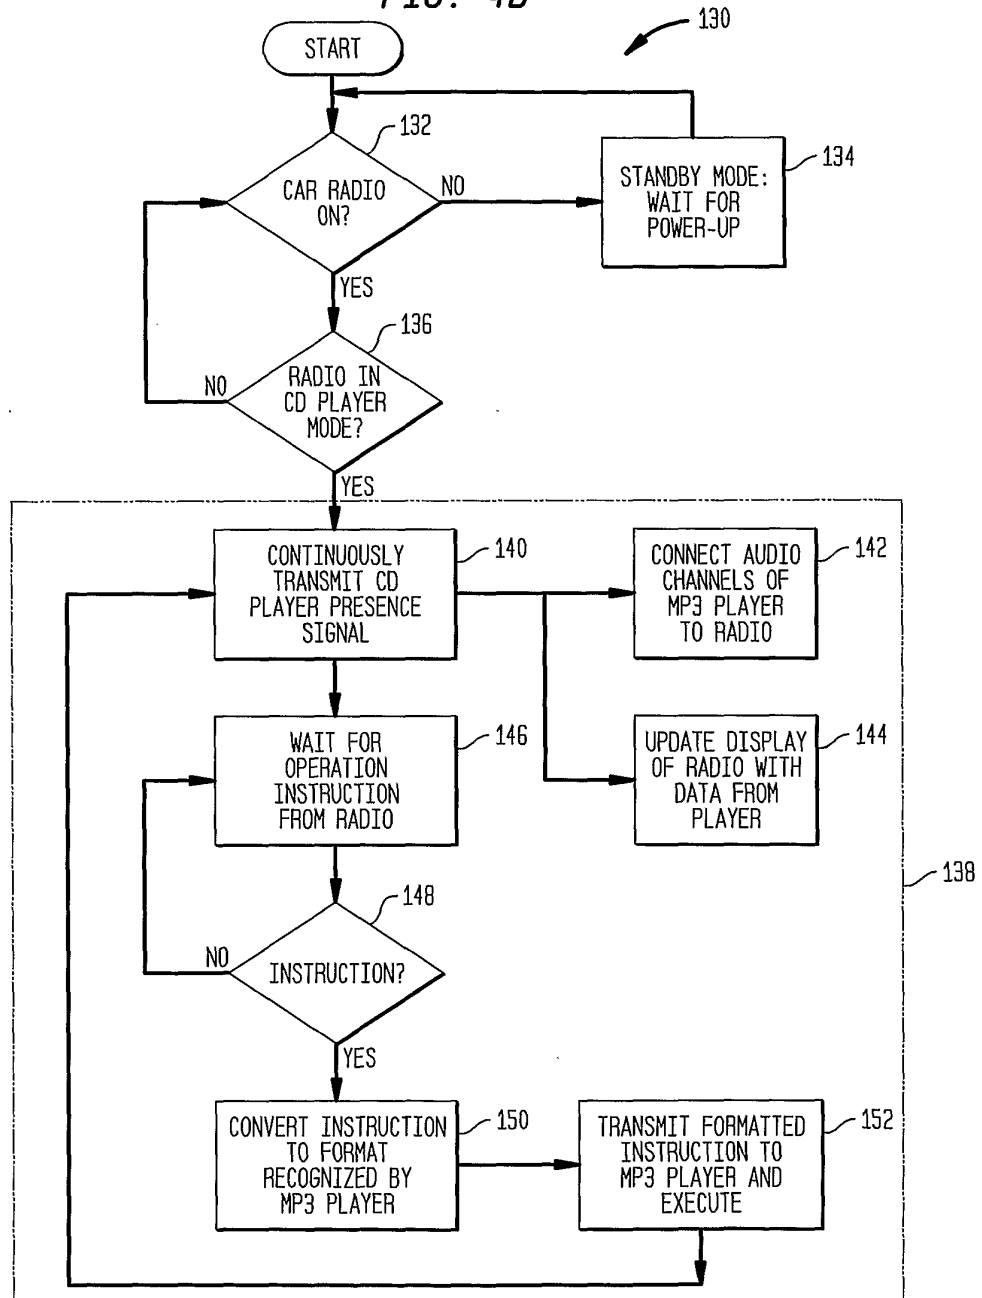 FIG. 4B
130
START
132
CAR RADIO
ON?
NO
134
STANDBY MODE:
WAIT FOR
POWER-UP
YES
136
RADIO IN
CD PLAYER
MODE?
NO
YES
140
CONTINUOUSLY
TRANSMIT CD
PLAYER PRESENCE
SIGNAL
142
CONNECT AUDIO
CHANNELS OF
MP3 PLAYER
TO RADIO
146
WAIT FOR
OPERATION
INSTRUCTION
FROM RADIO
144
UPDATE DISPLAY
OF RADIO WITH
DATA FROM
PLAYER
138
148
INSTRUCTION?
NO
YES
150
CONVERT INSTRUCTION
TO FORMAT
RECOGNIZED BY
MP3 PLAYER
152
TRANSMIT FORMATTED
INSTRUCTION TO
MP3 PLAYER AND
EXECUTE